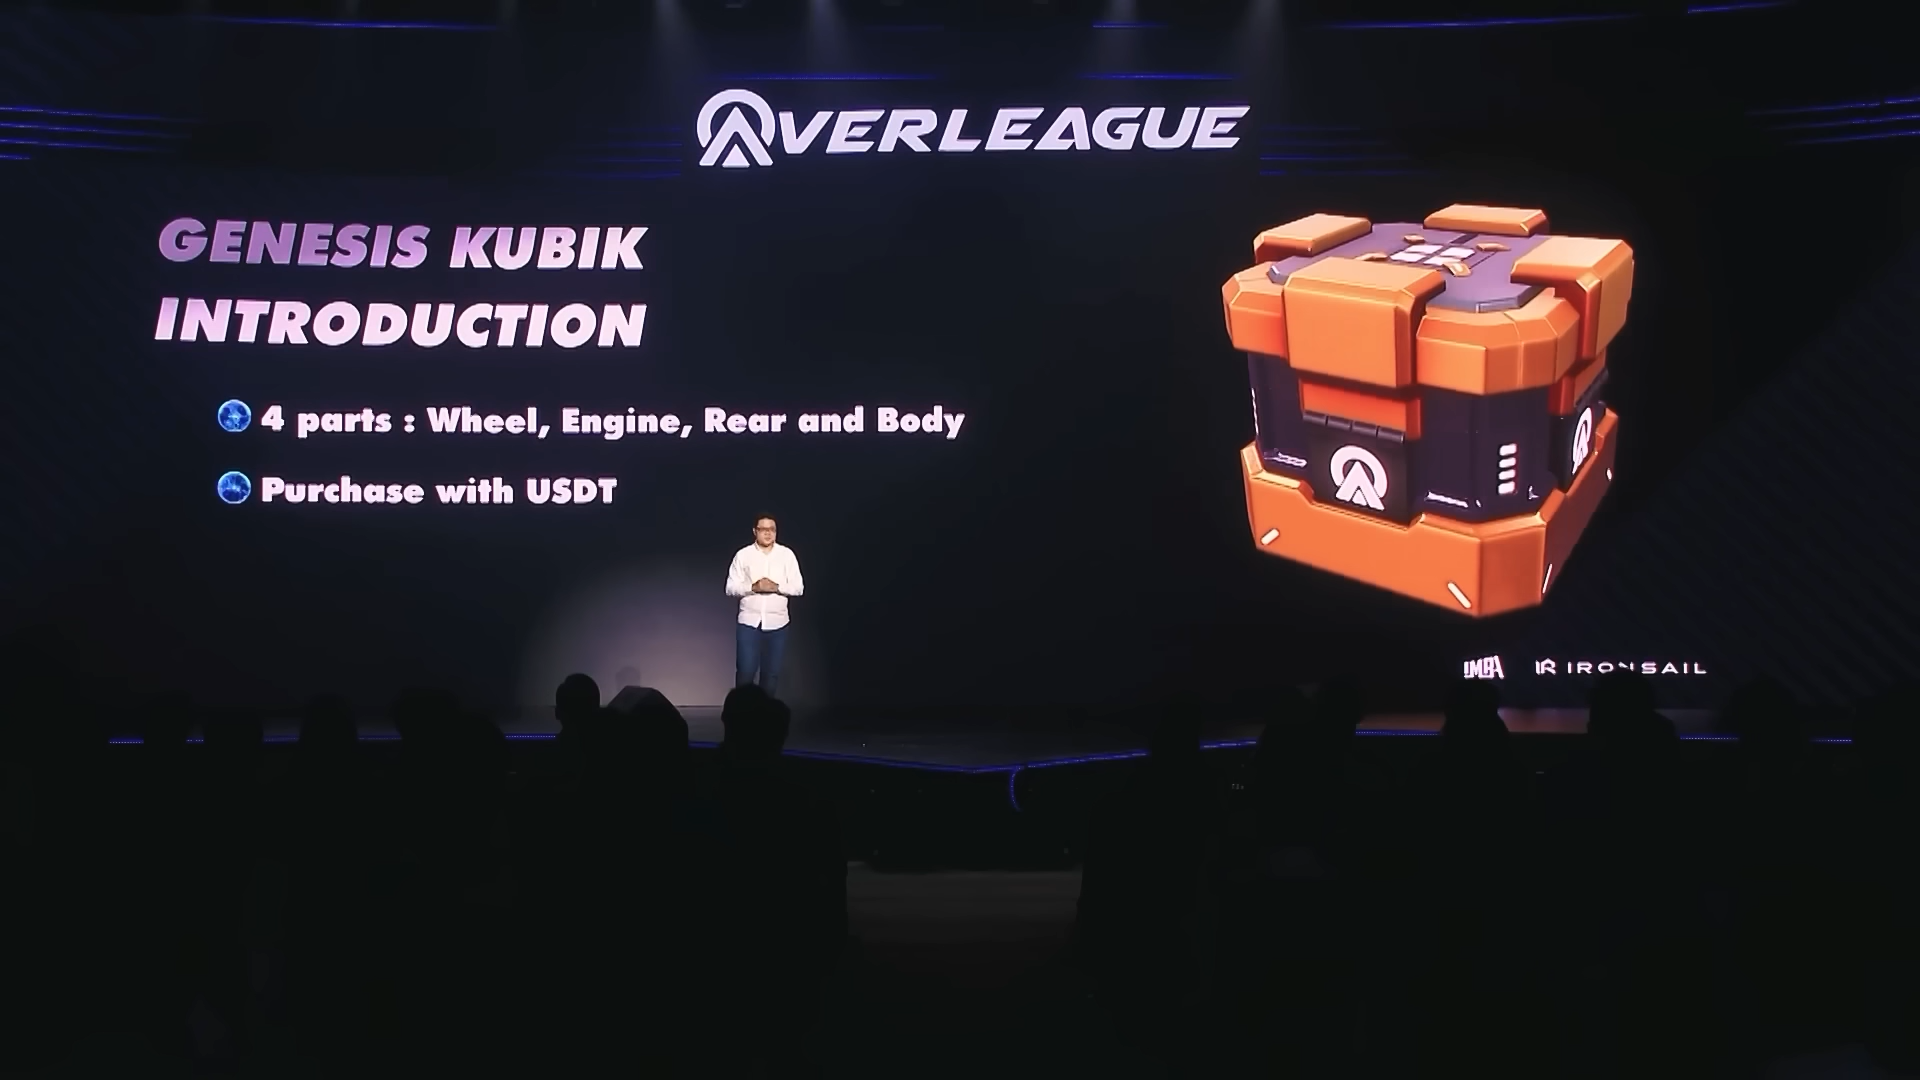 OVERLEAGUE
GENESIS KUBIK
INTRODUCTION
4 parts : Wheel, Engine, Rear and Body
Purchase with USDT
IMBA IRONSAIL